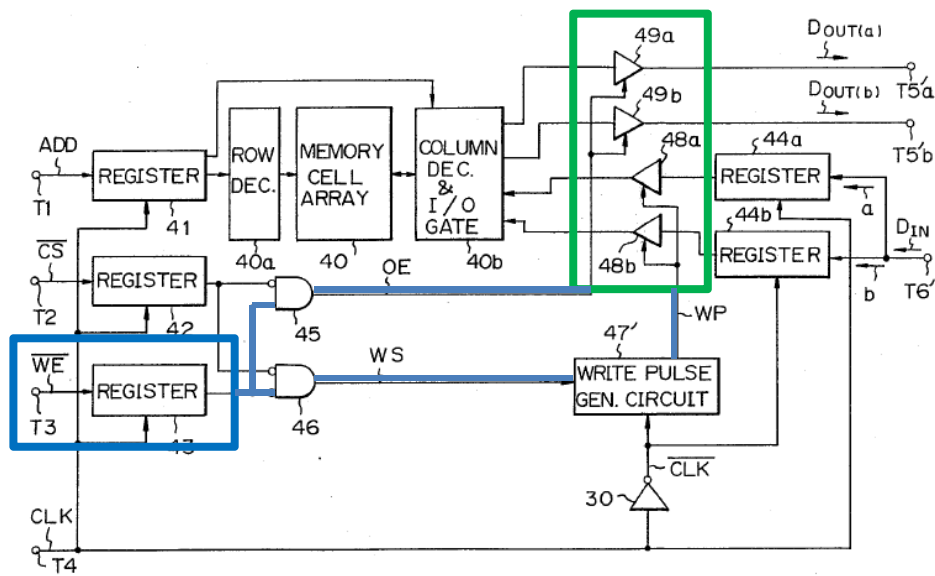 49a
DOUT(a)
T5'a
49b
DOUT(b)
T5'b
ADD
T1
REGISTER
41
ROW
DEC.
40a
MEMORY
CELL
ARRAY
40
COLUMN
DEC.
&
I/O
GATE
40b
48a
48b
44a
REGISTER
a
44b
REGISTER
b
DIN
T6'
CS
T2
REGISTER
42
OE
45
WE
T3
REGISTER
43
WS
46
WP
47'
WRITE PULSE
GEN. CIRCUIT
CLK
30
CLK
T4